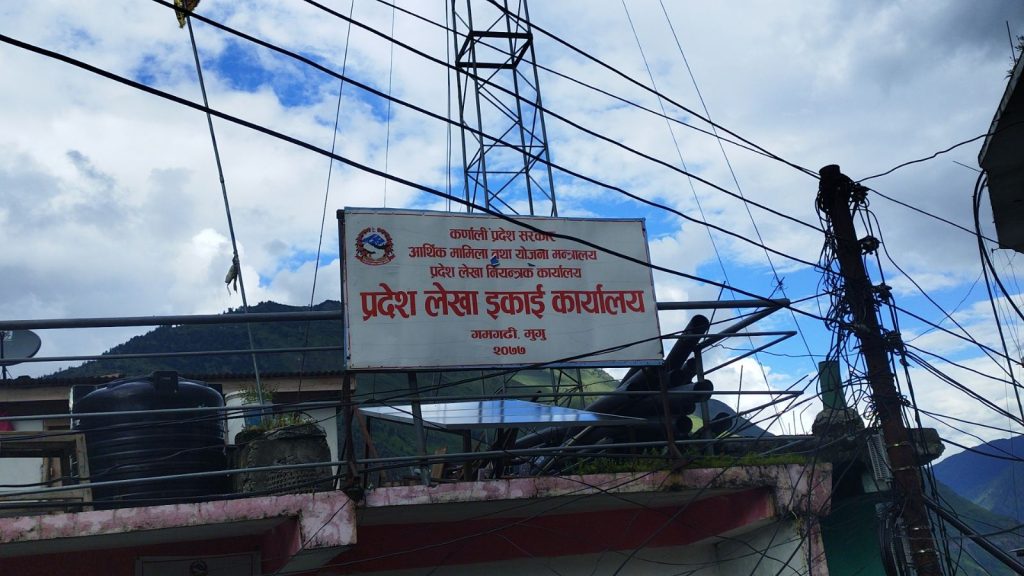 कर्णाली प्रदेश सरकार
आर्थिक मामिला तथा योजना मन्त्रालय
प्रदेश लेखा नियन्त्रक कार्यालय
प्रदेश लेखा इकाई कार्यालय
गमगढी, मुगु
२०७७